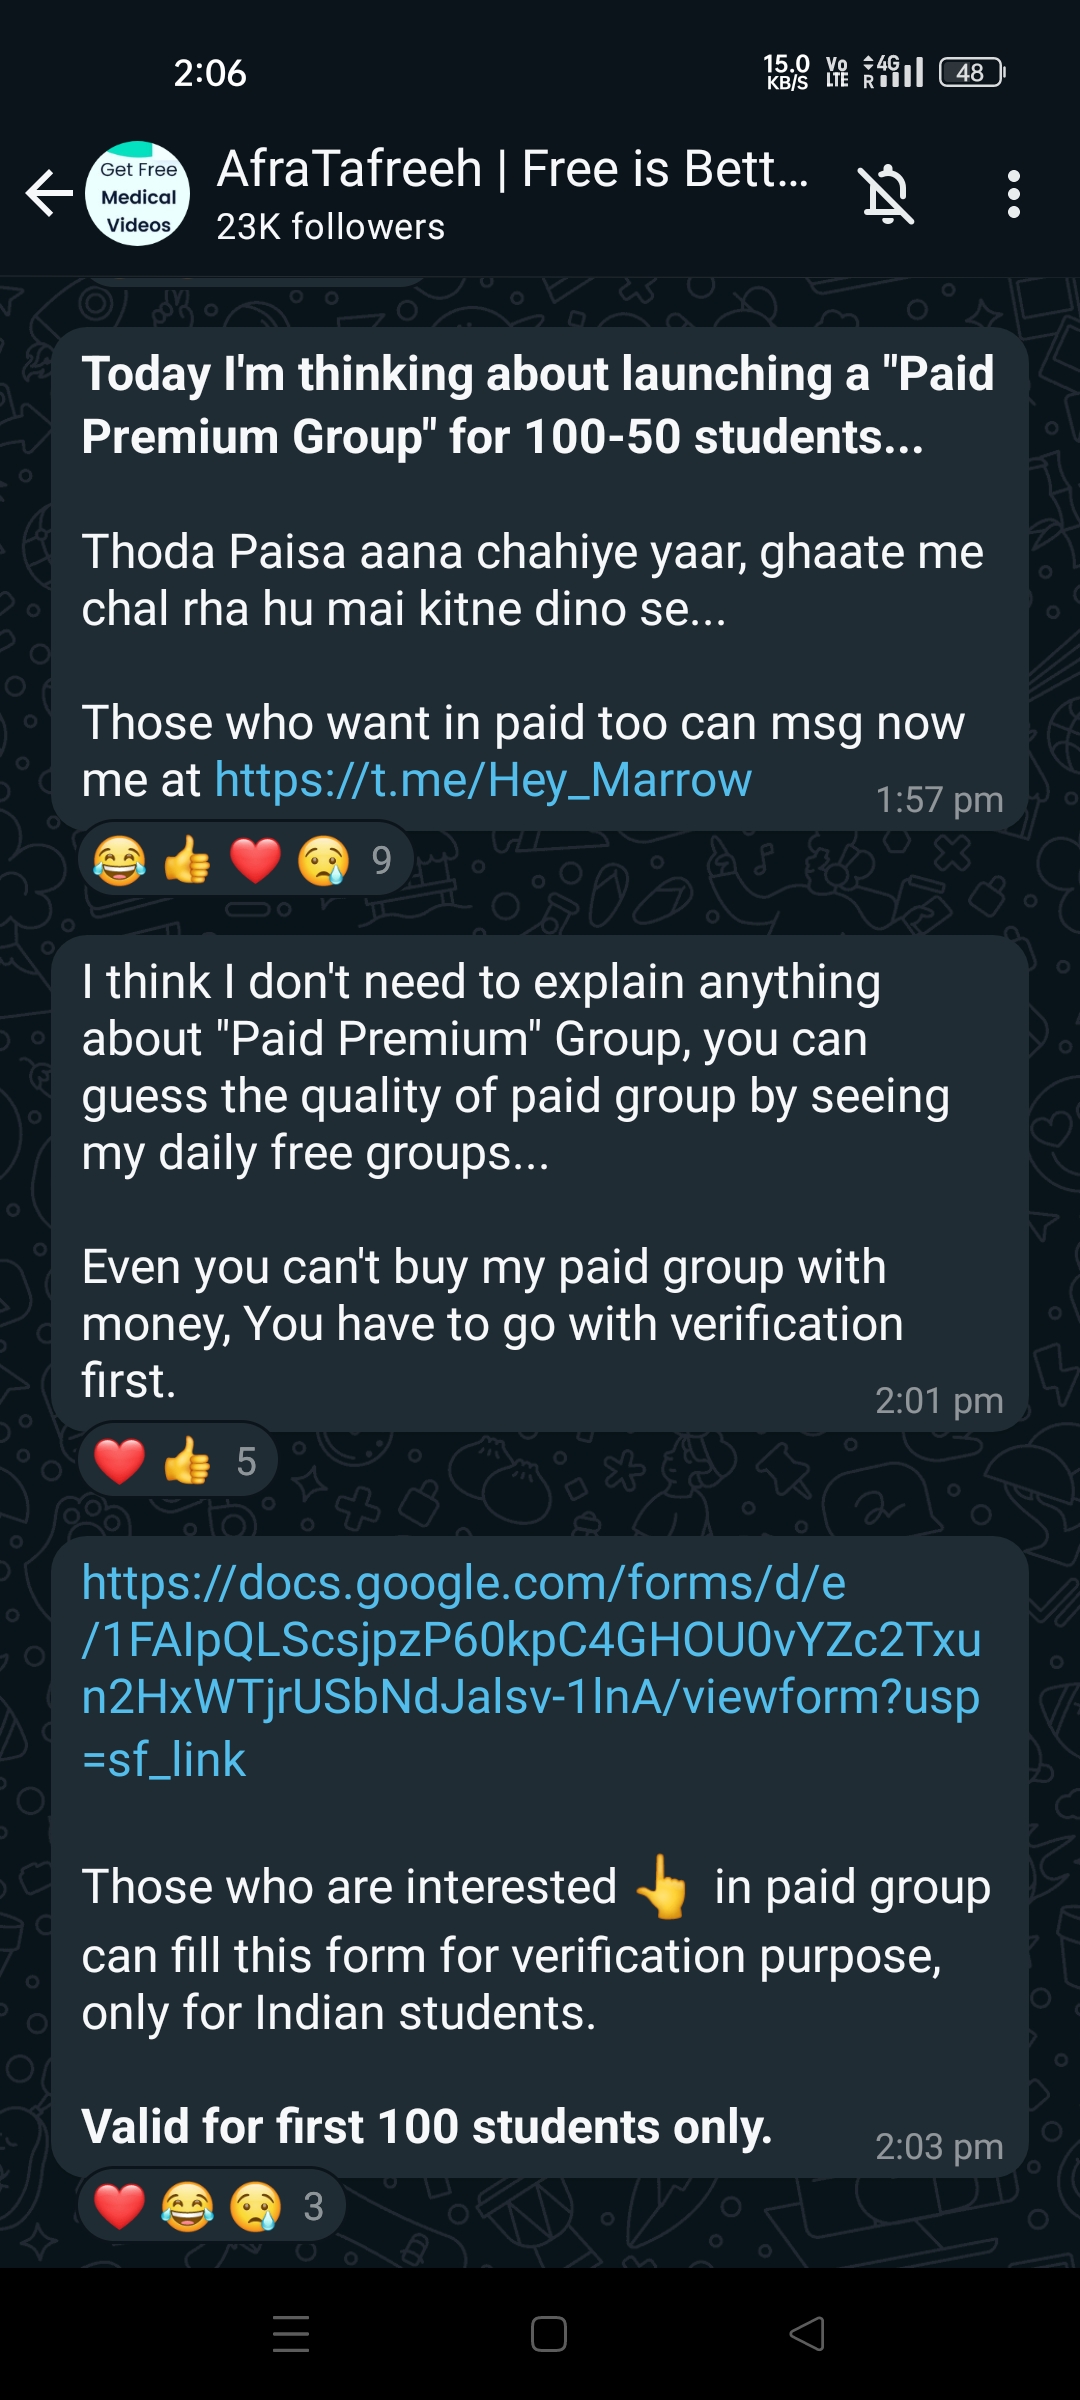 2:06
15.0
KB/S
Vo
LTE
4G
R
48
Get Free
Medical
Videos
AfraTafreeh | Free is Bett...
23K followers
Today I'm thinking about launching a "Paid
Premium Group" for 100-50 students...
Thoda Paisa aana chahiye yaar, ghaate me
chal rha hu mai kitne dino se...
Those who want in paid too can msg now
me at https://t.me/Hey_Marrow
1:57 pm
9
I think I don't need to explain anything
about "Paid Premium" Group, you can
guess the quality of paid group by seeing
my daily free groups...
Even you can't buy my paid group with
money, You have to go with verification
first.
2:01 pm
5
https://docs.google.com/forms/d/e
/1FAIpQLScsjpzP60kpC4GHOU0vYZc2Txu
n2HxWTjrUSbNdJalsv-1lnA/viewform?usp
=sf_link
Those who are interested 👆 in paid group
can fill this form for verification purpose,
only for Indian students.
Valid for first 100 students only.
2:03 pm
3